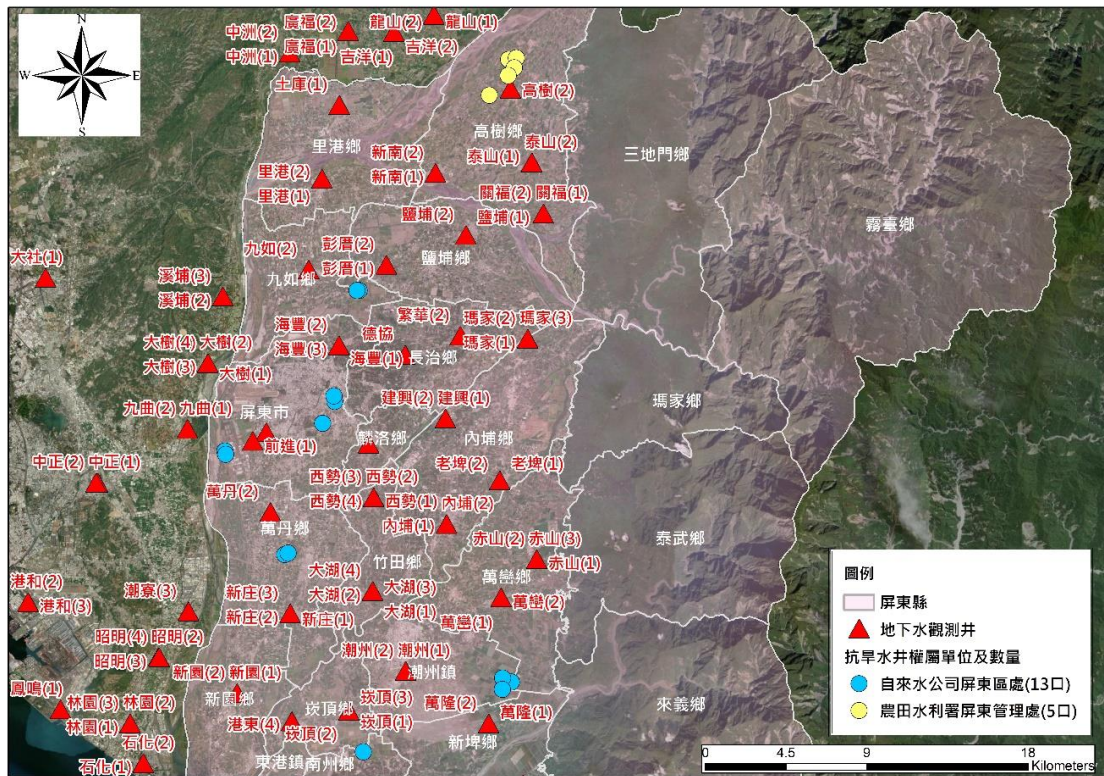 N
W
E
S
中洲(2)
廣福(2)
龍山(2)
龍山(1)
中洲(1)
廣福(1)
吉洋(1)
吉洋(2)
土庫(1)
高樹(2)
里港鄉
高樹鄉
新南(2)
泰山(2)
泰山(1)
三地門鄉
里港(2)
新南(1)
里港(1)
關福(2)
關福(1)
鹽埔(2)
鹽埔(1)
霧臺鄉
九如(2)
彭厝(2)
大社(1)
彭厝(1)
鹽埔鄉
九如鄉
溪埔(3)
溪埔(2)
繁華(2)
瑪家(2)
瑪家(3)
海豐(2)
德協
瑪家(1)
大樹(4)
大樹(2)
海豐(3)
海豐(1)
長治鄉
大樹(3)
大樹(1)
建興(2)
建興(1)
瑪家鄉
九曲(2)
九曲(1)
屏東市
麟洛鄉
內埔鄉
前進(1)
中正(2)
中正(1)
老埤(2)
老埤(1)
西勢(3)
西勢(2)
萬丹(2)
西勢(4)
西勢(1)
內埔(2)
萬丹鄉
內埔(1)
赤山(2)
赤山(3)
泰武鄉
竹田鄉
赤山(1)
大湖(4)
港和(2)
潮寮(3)
新庄(3)
大湖(3)
萬巒鄉
港和(3)
大湖(2)
萬巒(2)
新庄(2)
新庄(1)
大湖(1)
萬巒(1)
昭明(4)
昭明(2)
昭明(3)
潮州(2)
潮州(1)
新園(2)
新園(1)
潮州鎮
鳳鳴(1)
林園(3)
林園(2)
新園鄉
崁頂鄉
崁頂(3)
萬隆(2)
萬隆(1)
來義鄉
林園(1)
港東(4)
崁頂(2)
崁頂(1)
石化(2)
新埤鄉
石化(1)
東港鎮
南州鄉
圖例
屏東縣
地下水觀測井
抗旱水井權屬單位及數量
自來水公司屏東區處(13口)
農田水利署屏東管理處(5口)
0
4.5
9
18
Kilometers